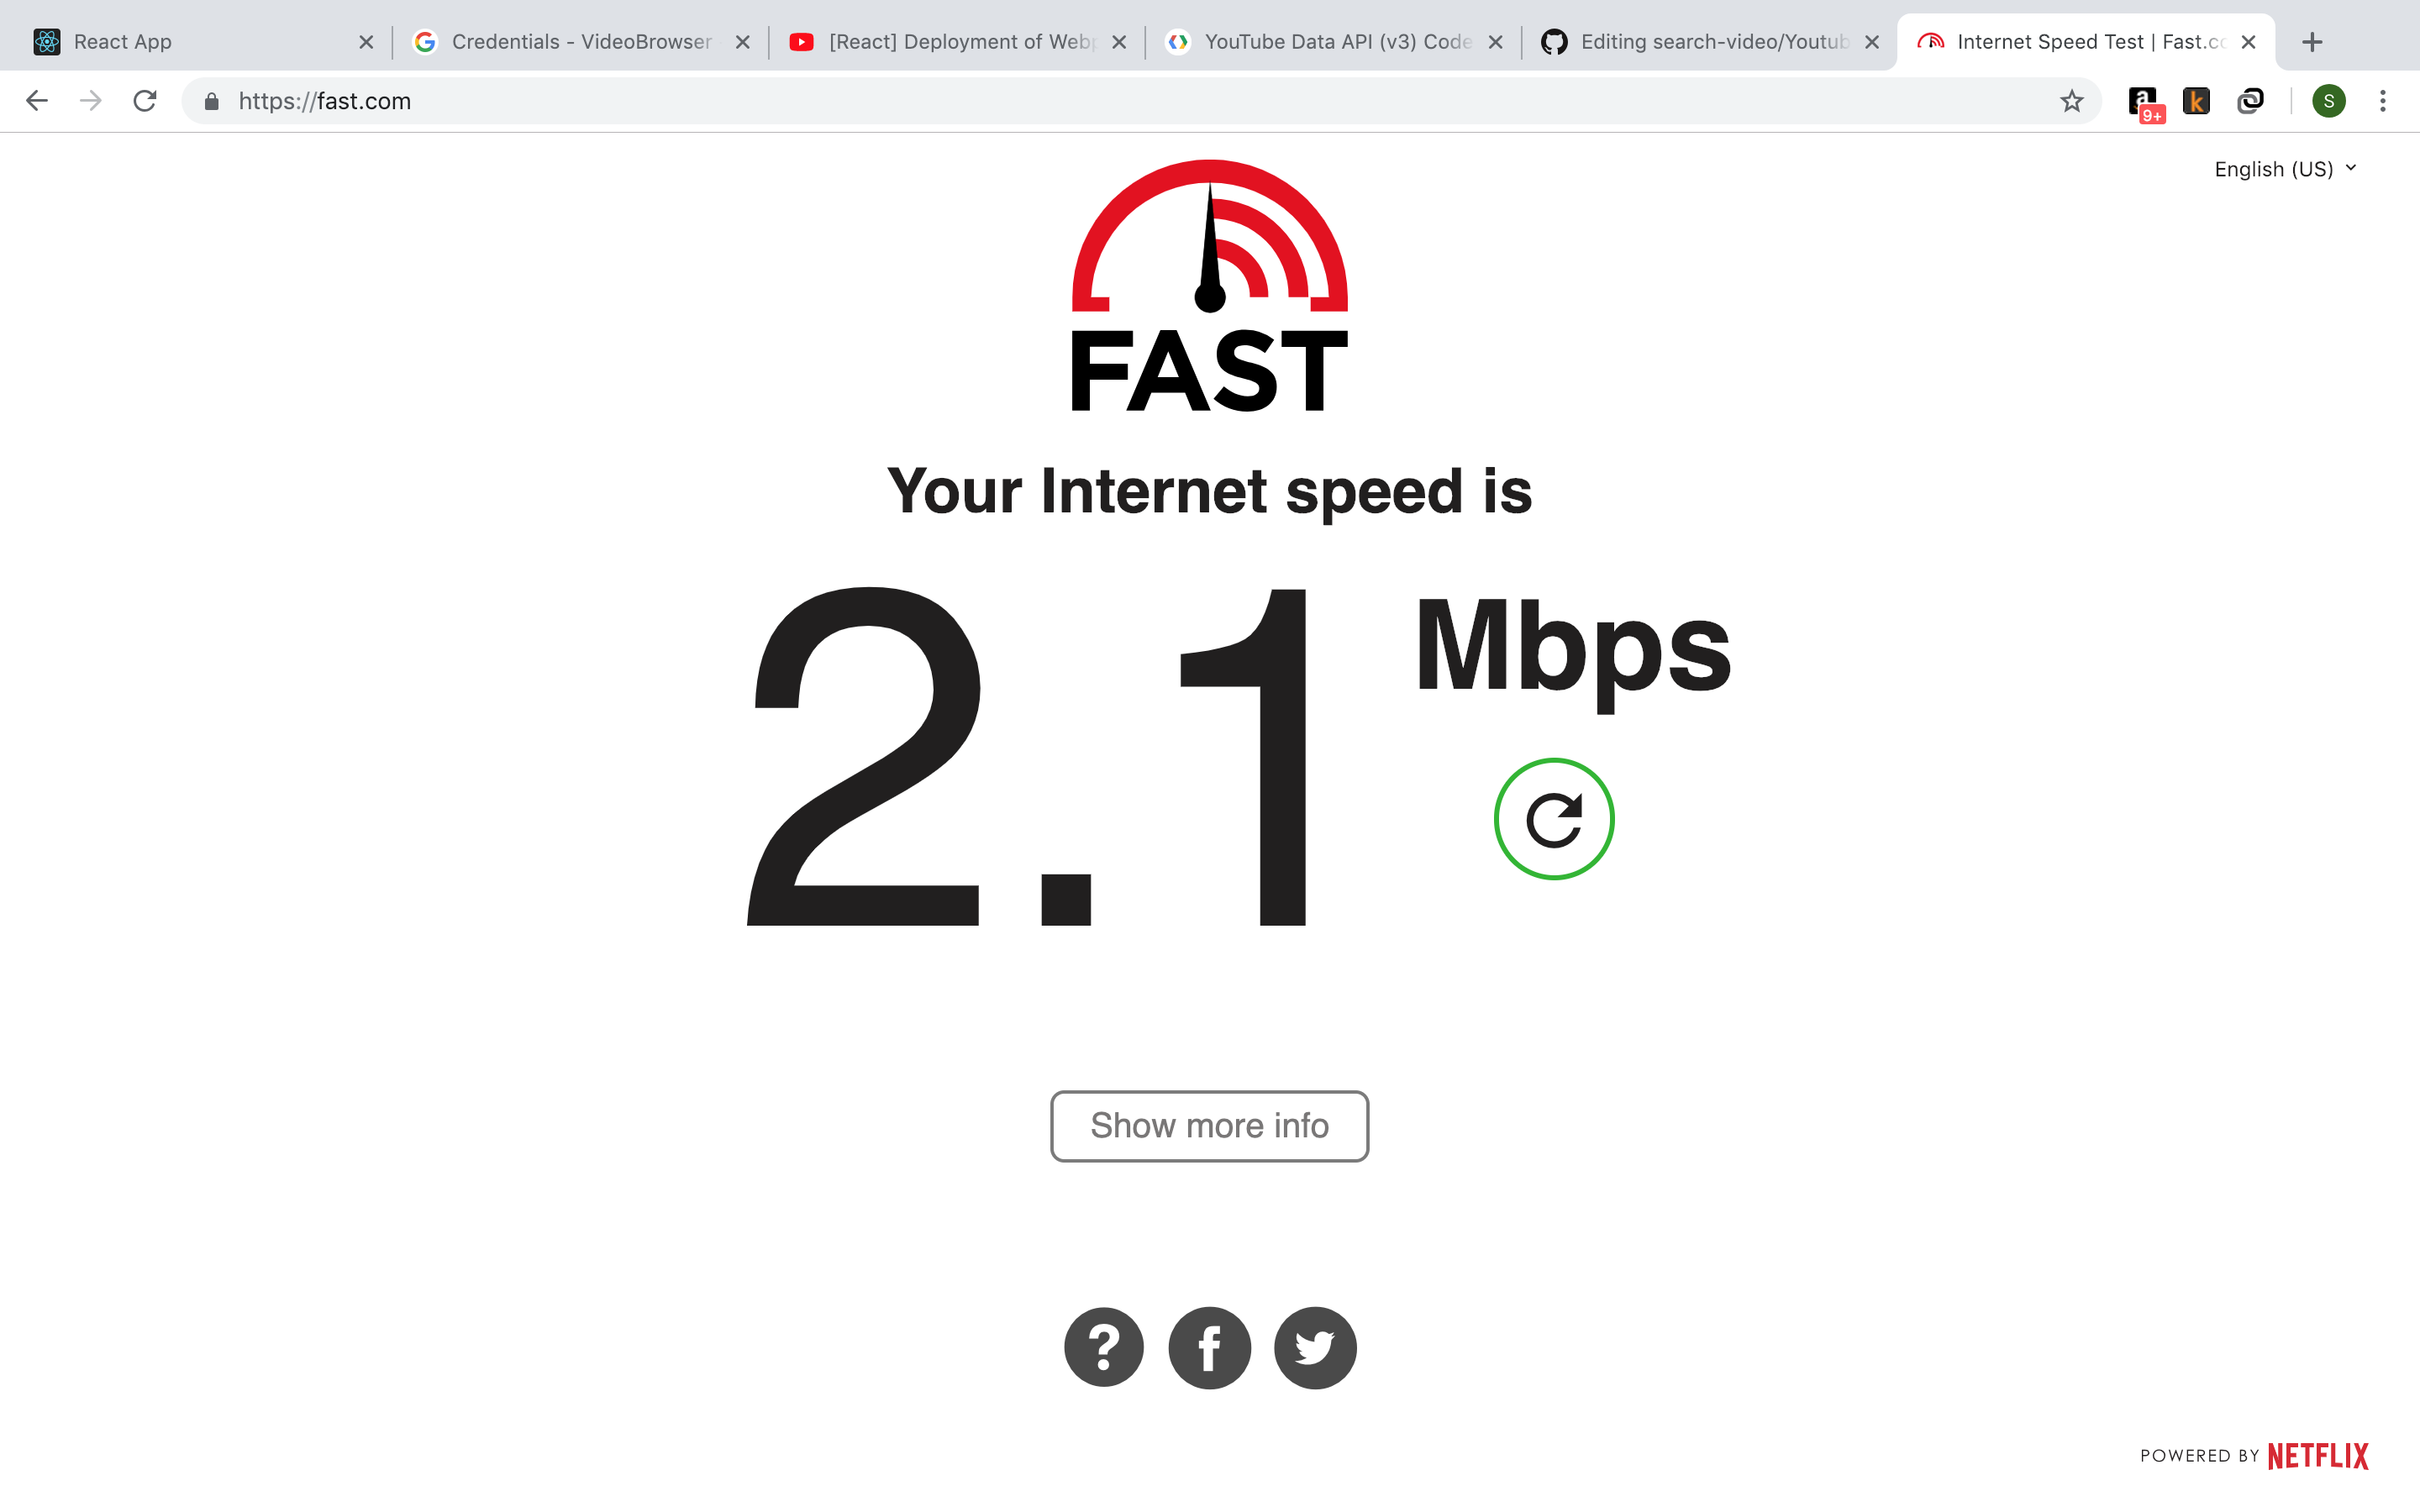 React App
Credentials - VideoBrowser
[React] Deployment of Webp
YouTube Data API (v3) Code
Editing search-video/Youtub
Internet Speed Test | Fast.co
https://fast.com
9+
k
S
English (US)
FAST
Your Internet speed is
2.1 Mbps
Show more info
POWERED BY NETFLIX